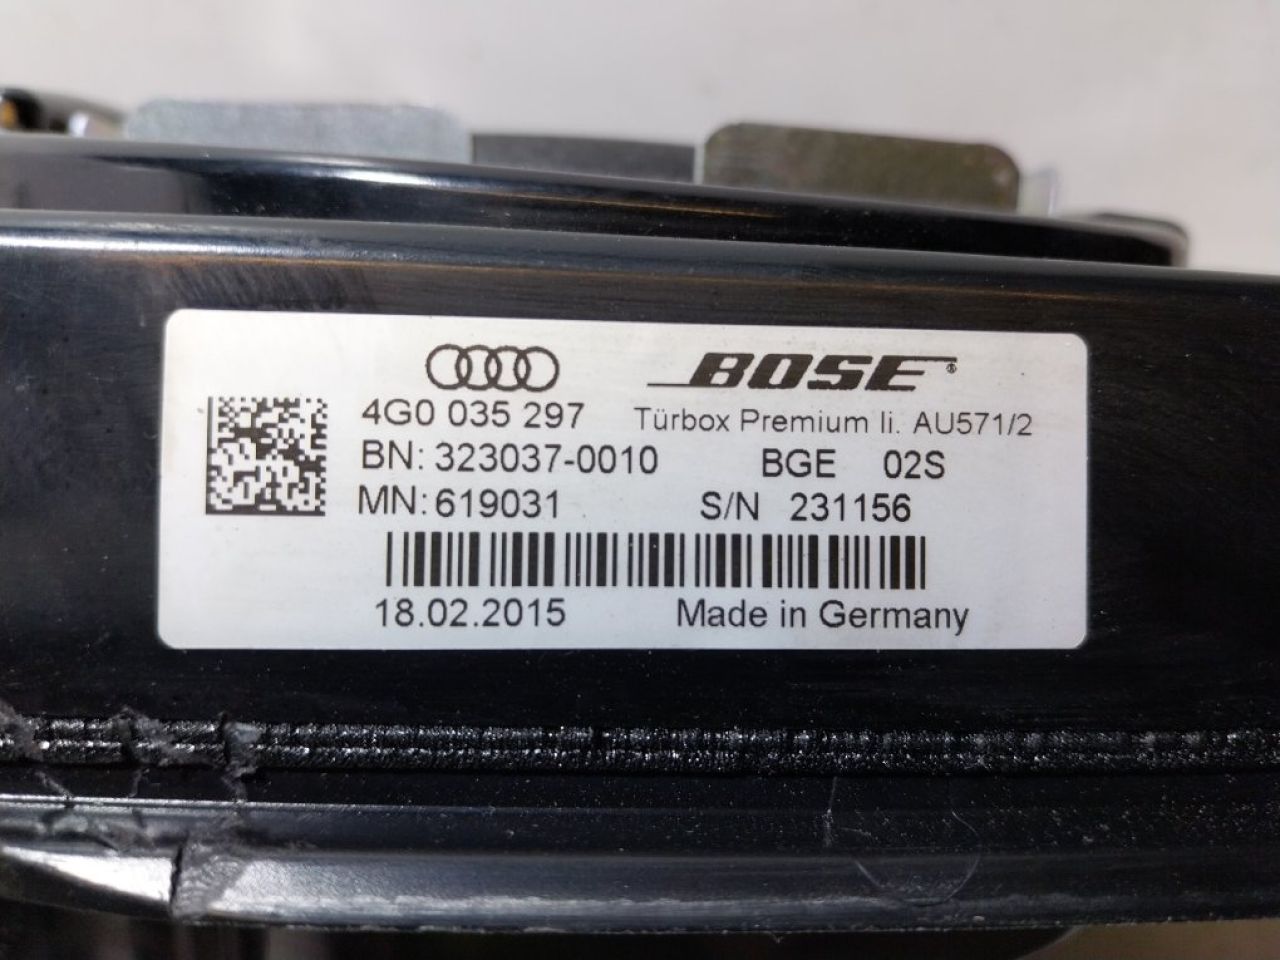 BOSE®
4G0 035 297 Türbox Premium li. AU571/2
BN: 323037-0010 BGE 02S
MN: 619031 S/N 231156
18.02.2015 Made in Germany